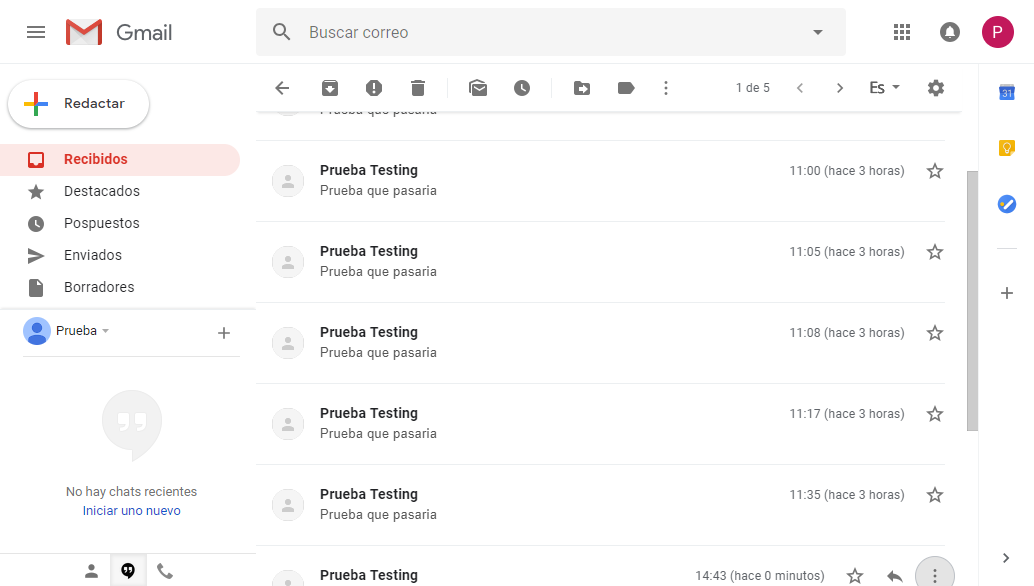 Gmail
Buscar correo
P
Redactar
1 de 5
Es
31
Recibidos
Destacados
Pospuestos
Enviados
Borradores
Prueba
No hay chats recientes
Iniciar uno nuevo
Prueba que pasaria
Prueba Testing 11:00 (hace 3 horas)
Prueba que pasaria
Prueba Testing 11:05 (hace 3 horas)
Prueba que pasaria
Prueba Testing 11:08 (hace 3 horas)
Prueba que pasaria
Prueba Testing 11:17 (hace 3 horas)
Prueba que pasaria
Prueba Testing 11:35 (hace 3 horas)
Prueba que pasaria
Prueba Testing 14:43 (hace 0 minutos)